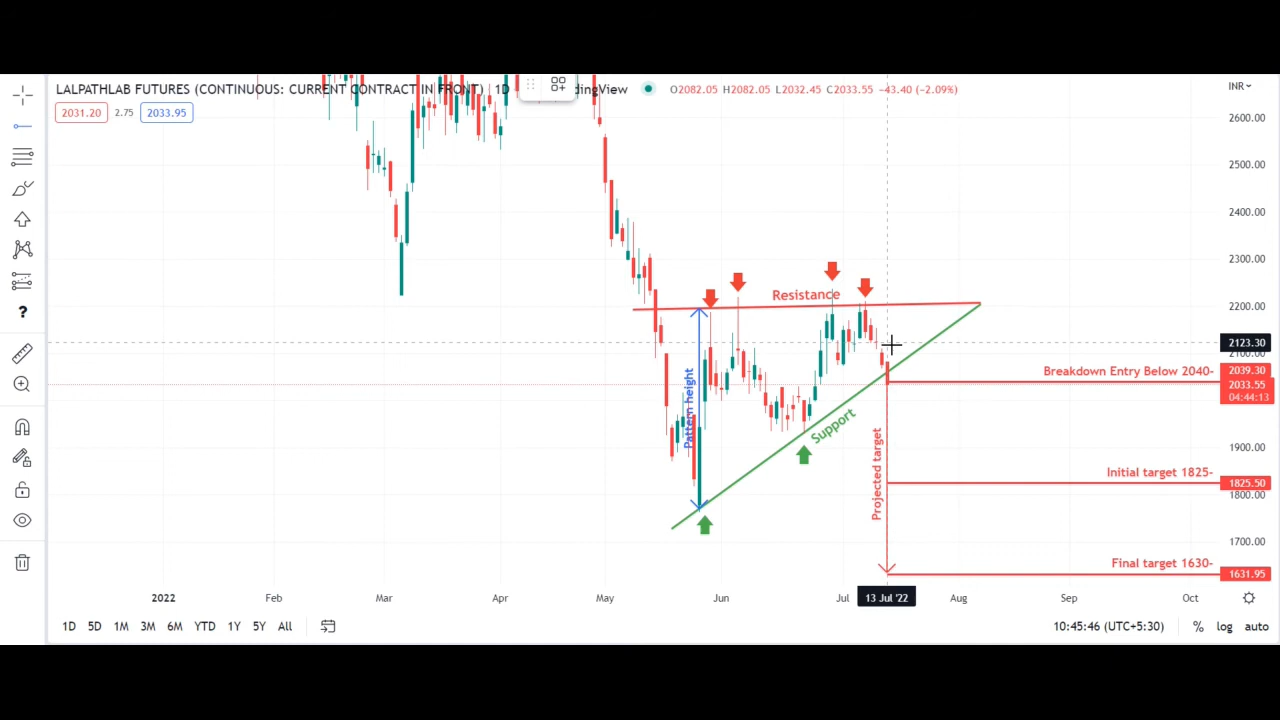 LALPATHLAB FUTURES (CONTINUOUS: CURRENT CONTRACT IN FRONT) 1D dingView O2082.05 H2082.05 L2032.45 C2033.55 −43.40 (−2.09%)
INR
2031.20 2.75 2033.95
2600.00
2500.00
2400.00
2300.00
Resistance
2200.00
2123.30
2100.00
Breakdown Entry Below 2040-
2039.30
2033.55
04:44:13
Pattern height
Support
1900.00
Projected target
Initial target 1825-
1825.50
1800.00
1700.00
Final target 1630-
1631.95
2022 Feb Mar Apr May Jun Jul 13 Jul '22 Aug Sep Oct
1D 5D 1M 3M 6M YTD 1Y 5Y All 10:45:46 (UTC+5:30) % log auto